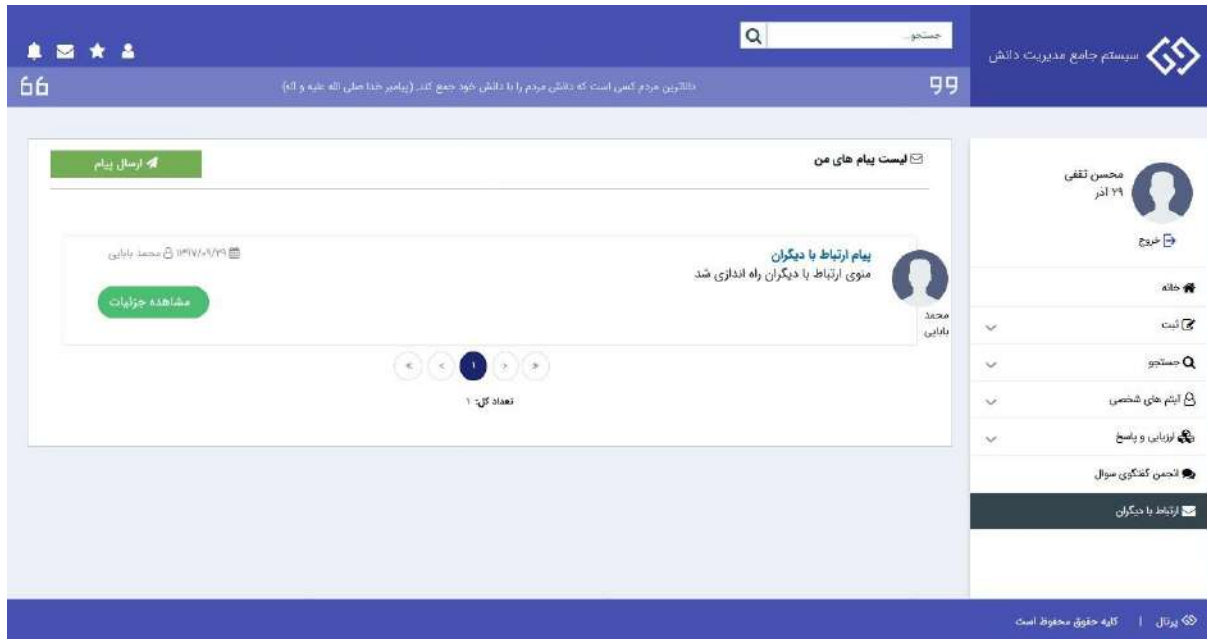 سیستم جامع مدیریت دانش
جستجو..
داناترین مردم کسی است که دانش مردم را با دانش خود جمع کند. (پیامبر خدا صلی الله علیه و آله)
محسن ثقفی
۲۹ آذر
خروج
خانه
ثبت
جستجو
آیتم های شخصی
ارزیابی و پاسخ
انجمن گفتگوی سوال
ارتباط با دیگران
لیست پیام های من
ارسال پیام
پیام ارتباط با دیگران
منوی ارتباط با دیگران راه اندازی شد
۱۳۹۷/۰۹/۲۹ محمد بابایی
مشاهده جزئیات
محمد
بابایی
« ‹ ۱ › »
تعداد کل: ۱
پرتال | کلیه حقوق محفوظ است